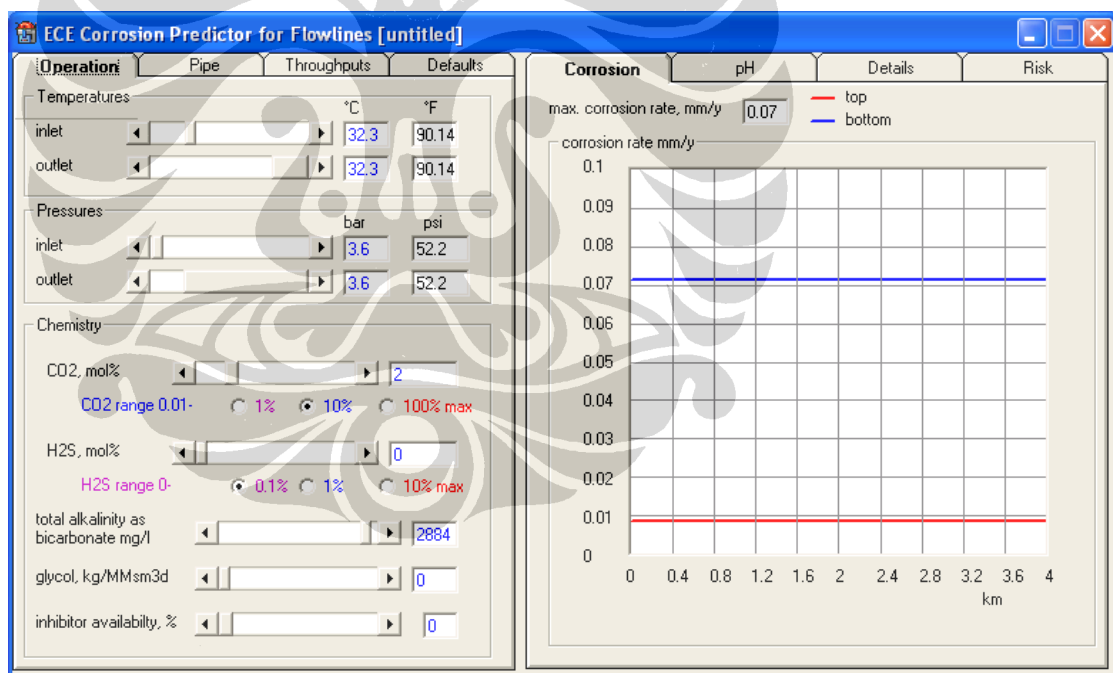 ECE Corrosion Predictor for Flowlines [untitled]
Operation Pipe Throughputs Defaults
Temperatures
°C °F
inlet 32.3 90.14
outlet 32.3 90.14
Pressures
bar psi
inlet 3.6 52.2
outlet 3.6 52.2
Chemistry
CO2, mol% 2
CO2 range 0.01- 1% 10% 100% max
H2S, mol% 0
H2S range 0- 0.1% 1% 10% max
total alkalinity as
bicarbonate mg/l 2884
glycol, kg/MMsm3d 0
inhibitor availabilty, % 0
Corrosion pH Details Risk
max. corrosion rate, mm/y 0.07
top
bottom
corrosion rate mm/y
0.1
0.09
0.08
0.07
0.06
0.05
0.04
0.03
0.02
0.01
0
0 0.4 0.8 1.2 1.6 2 2.4 2.8 3.2 3.6 4
km